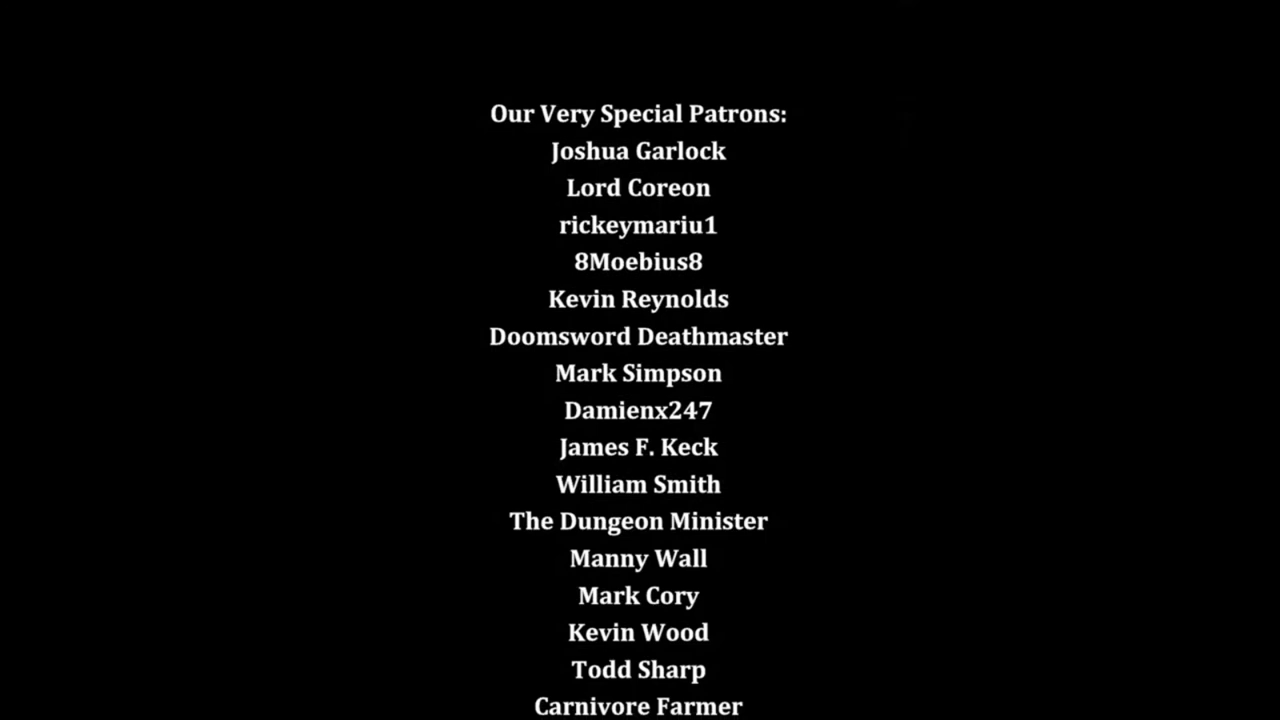 Our Very Special Patrons:
Joshua Garlock
Lord Coreon
rickeymariu1
8Moebius8
Kevin Reynolds
Doomsword Deathmaster
Mark Simpson
Damienx247
James F. Keck
William Smith
The Dungeon Minister
Manny Wall
Mark Cory
Kevin Wood
Todd Sharp
Carnivore Farmer